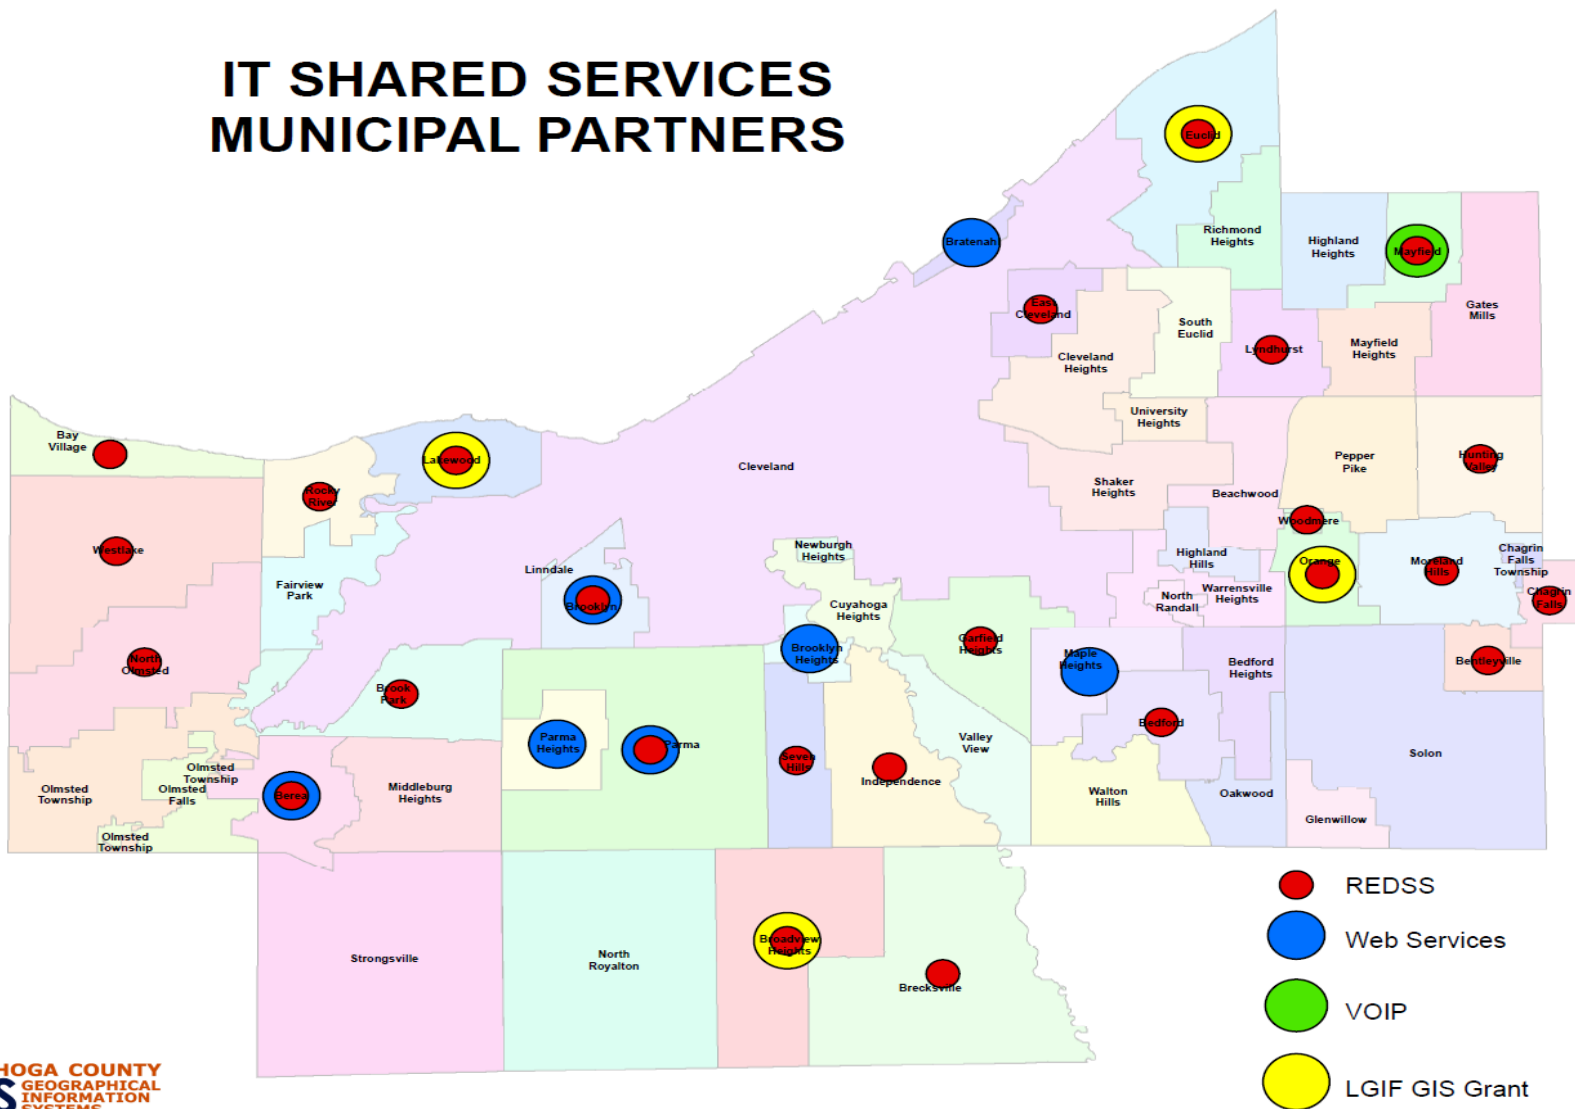 IT SHARED SERVICES
MUNICIPAL PARTNERS
Euclid
Bratenahl
Richmond
Heights
Highland
Heights
Mayfield
Gates
Mills
East
Cleveland
South
Euclid
Lyndhurst
Mayfield
Heights
Cleveland
Heights
University
Heights
Bay
Village
Lakewood
Cleveland
Shaker
Heights
Beachwood
Pepper
Pike
Hunting
Valley
Rocky
River
Woodmere
Westlake
Newburgh
Heights
Highland
Hills
Orange
Moreland
Hills
Chagrin
Falls
Township
Linndale
Fairview
Park
Brooklyn
Cuyahoga
Heights
North
Randall
Warrensville
Heights
Chagrin
Falls
North
Olmsted
Brooklyn
Heights
Garfield
Heights
Maple
Heights
Bedford
Heights
Bentleyville
Brook
Park
Bedford
Parma
Heights
Parma
Seven
Hills
Valley
View
Solon
Olmsted
Township
Olmsted
Township
Olmsted
Falls
Berea
Middleburg
Heights
Independence
Walton
Hills
Oakwood
Glenwillow
Olmsted
Township
Strongsville
North
Royalton
Broadview
Heights
Brecksville
REDSS
Web Services
VOIP
LGIF GIS Grant
HOGA COUNTY
S GEOGRAPHICAL
INFORMATION
SYSTEMS